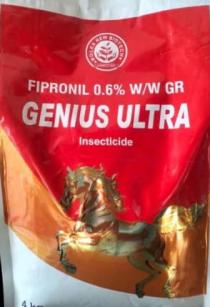 FIPRONIL 0.6% W/W GR
GENIUS ULTRA
Insecticide